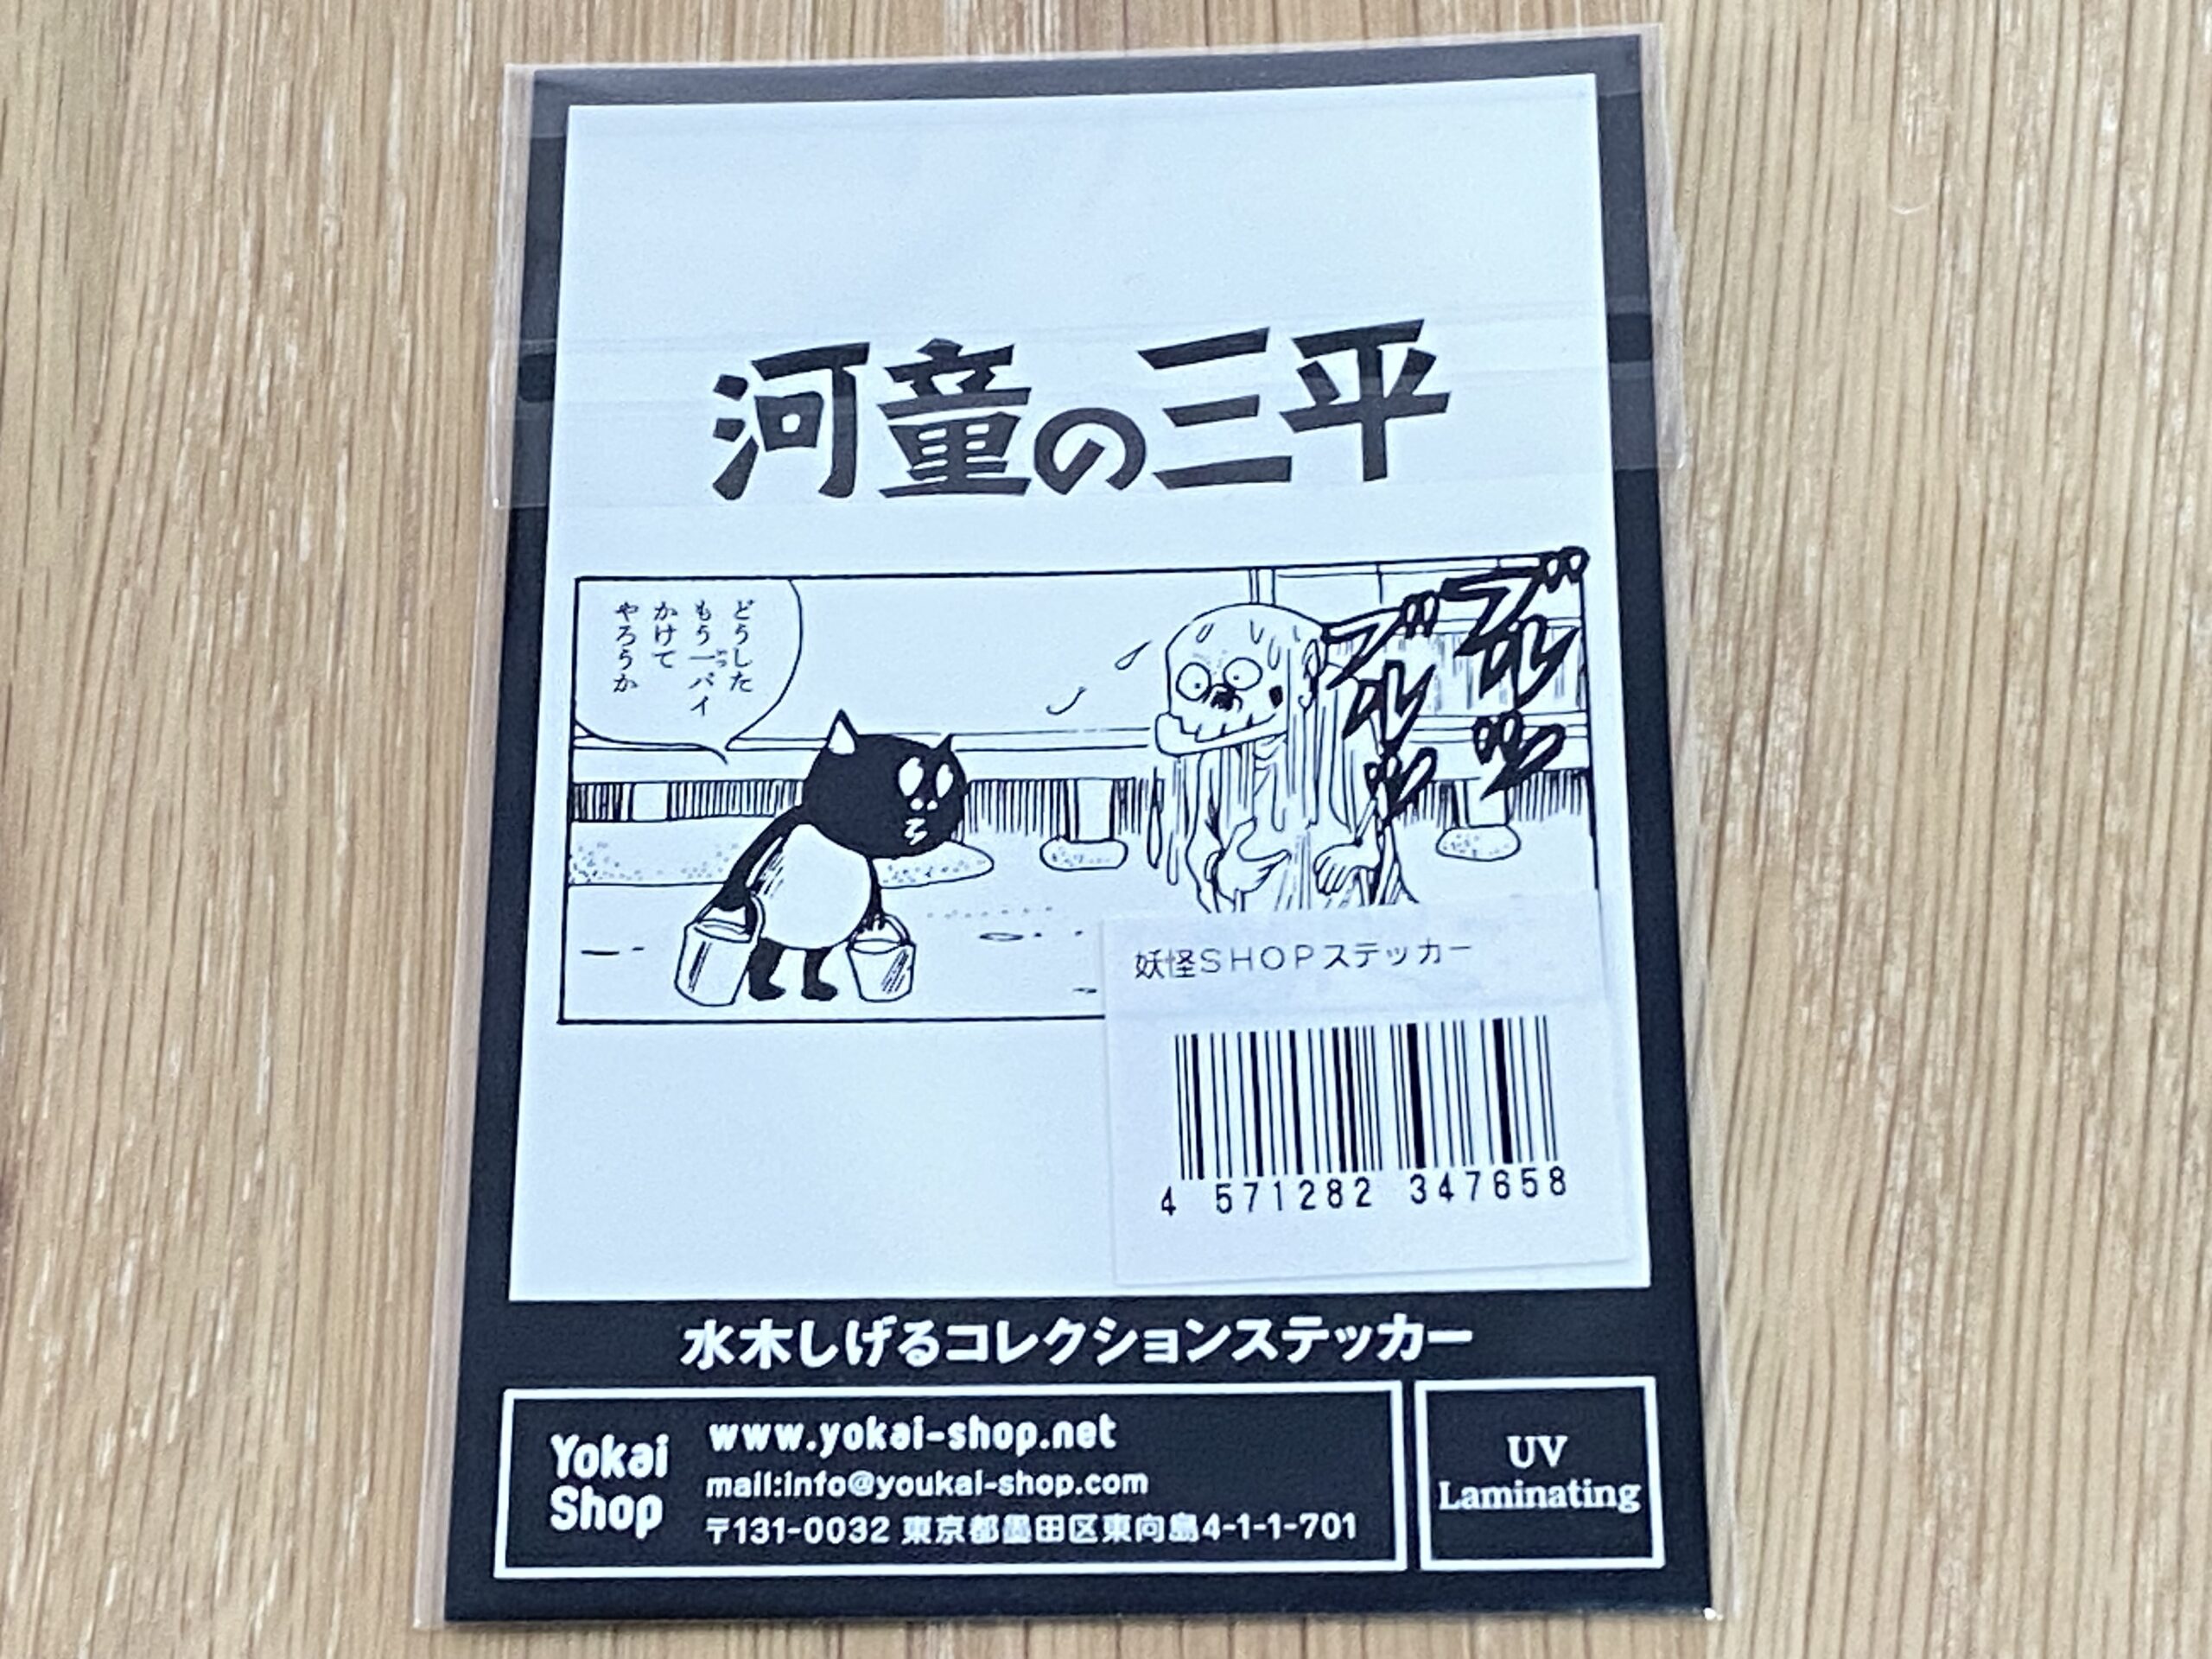 河童の三平
どうした
もう一パイ
かけて
やろうか
ブルルッ
ブルルッ
妖怪SHOPステッカー
4 571282 347658
水木しげるコレクションステッカー
Yokai
Shop
www.yokai-shop.net
mail:info@youkai-shop.com
〒131-0032 東京都墨田区東向島4-1-1-701
UV
Laminating